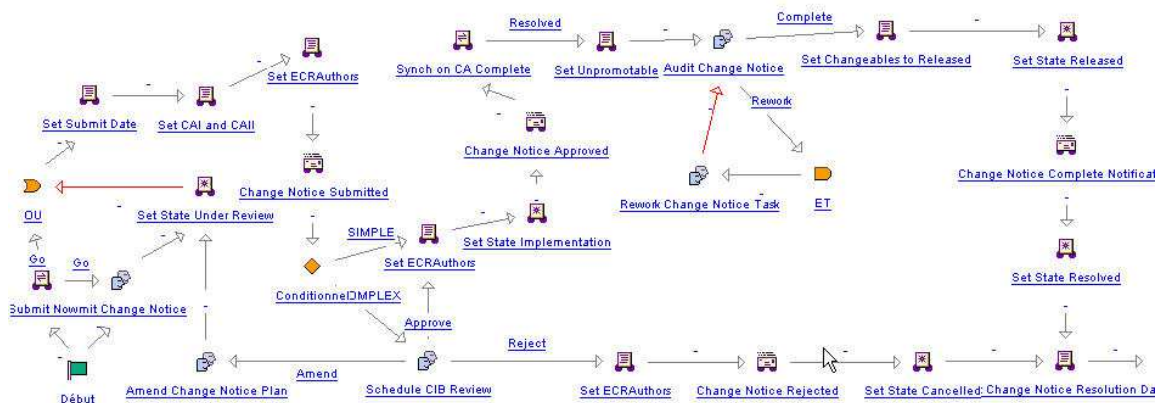 Complete
Resolved
Synch on CA Complete
Set Unpromotable
Audit Change Notice
Set Changeables to Released
Set State Released
Set ECRAuthors
Set Submit Date
Set CAI and CAII
Rework
Change Notice Approved
Change Notice Complete Notificat
Change Notice Submitted
Rework Change Notice Task
ET
OU
Set State Under Review
SIMPLE
Set State Implementation
Set ECRAuthors
Go
Go
Set State Resolved
Submit Now
mit Change Notice
Conditionnel
OMPLEX
Approve
Reject
Amend
Début
Amend Change Notice Plan
Schedule CIB Review
Set ECRAuthors
Change Notice Rejected
Set State Cancelled
Change Notice Resolution Da